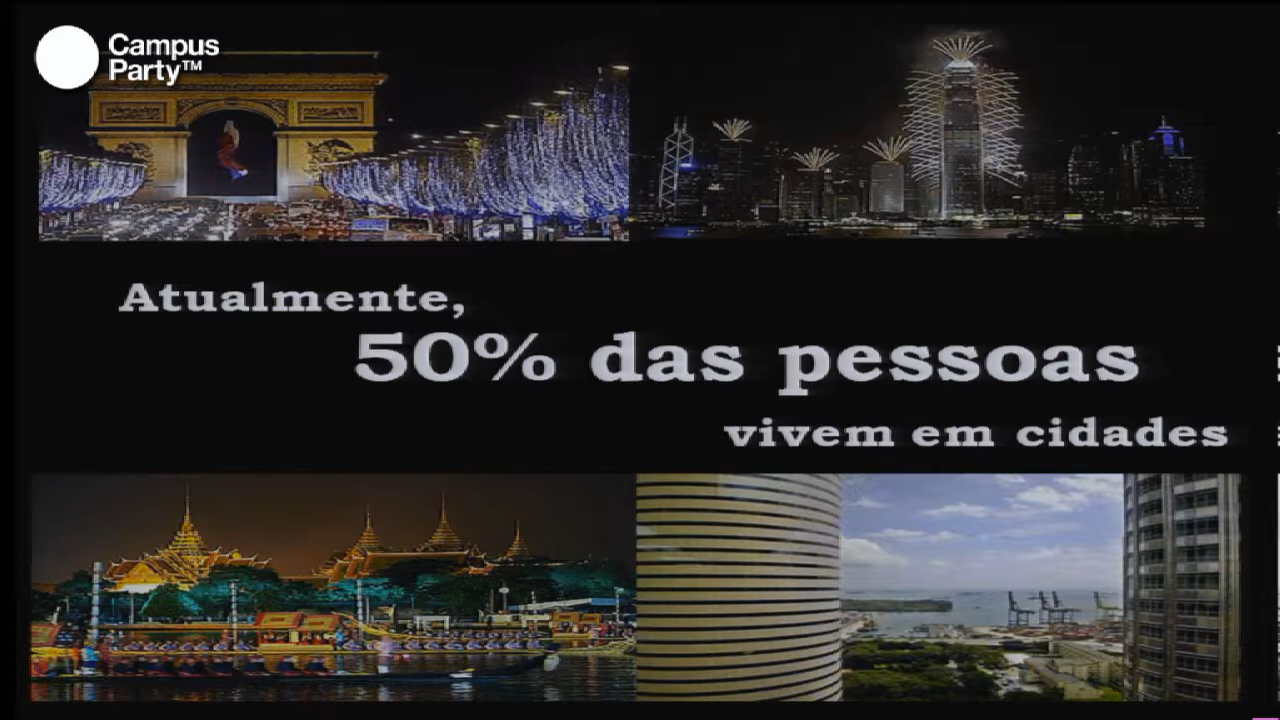 Campus
Party™
Atualmente,
50% das pessoas
vivem em cidades